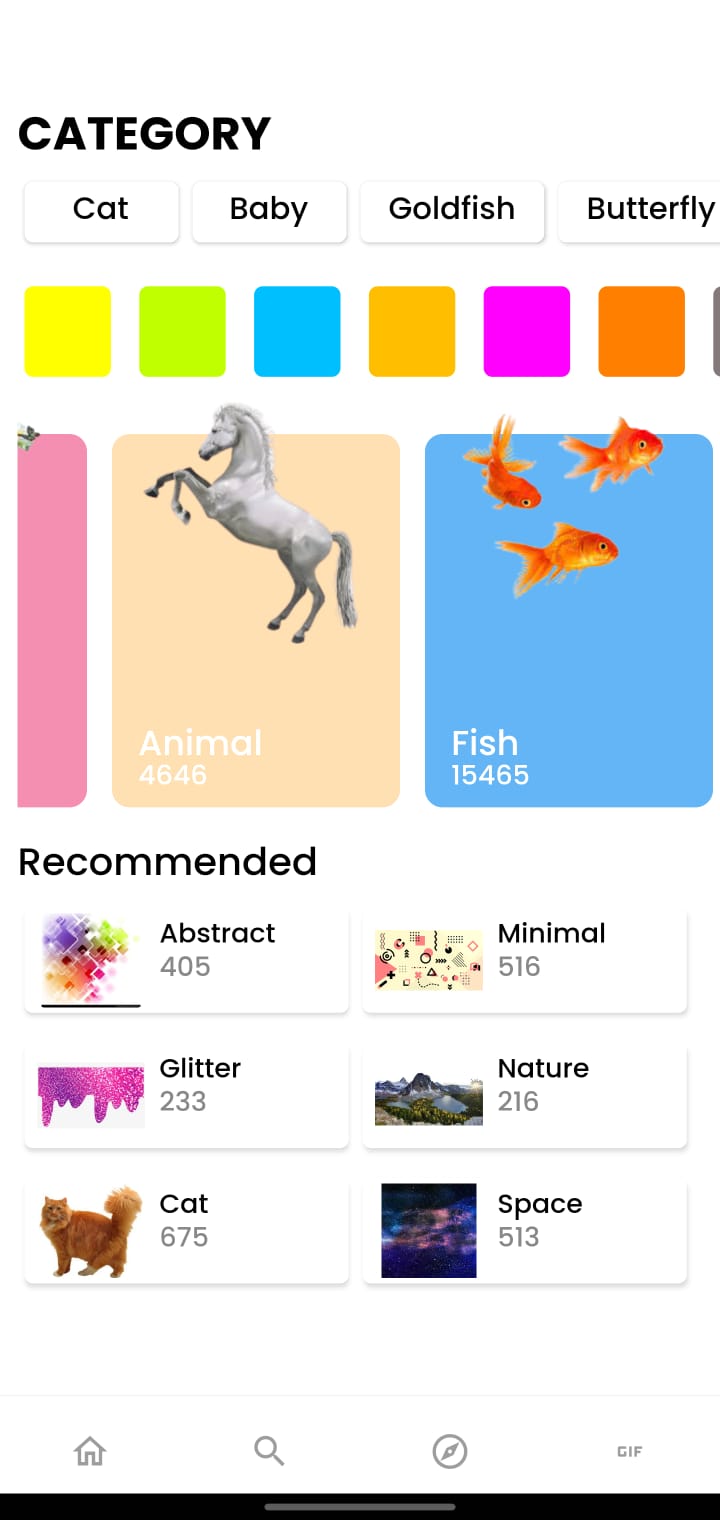 CATEGORY
Cat Baby Goldfish Butterfly
Animal
4646
Fish
15465
Recommended
Abstract
405
Minimal
516
Glitter
233
Nature
216
Cat
675
Space
513
GIF